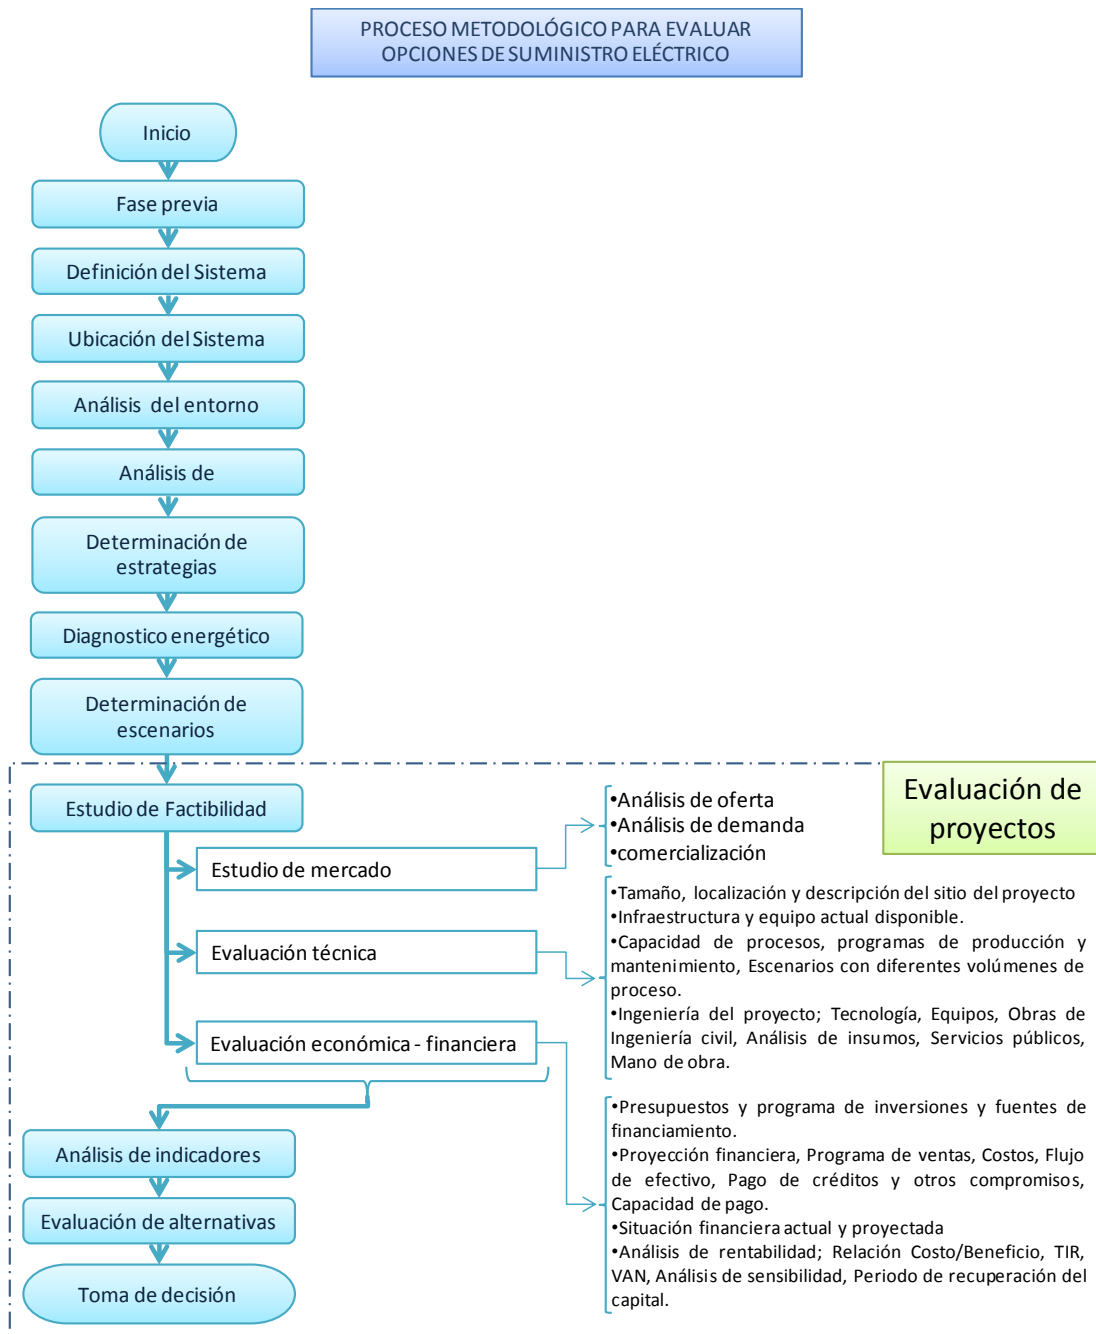 PROCESO METODOLÓGICO PARA EVALUAR
OPCIONES DE SUMINISTRO ELÉCTRICO
Inicio
Fase previa
Definición del Sistema
Ubicación del Sistema
Análisis del entorno
Análisis de
Determinación de
estrategias
Diagnostico energético
Determinación de
escenarios
Evaluación de
proyectos
Estudio de Factibilidad
Estudio de mercado
•Análisis de oferta
•Análisis de demanda
•comercialización
Evaluación técnica
•Tamaño, localización y descripción del sitio del proyecto
•Infraestructura y equipo actual disponible.
•Capacidad de procesos, programas de producción y
mantenimiento, Escenarios con diferentes volúmenes de
proceso.
•Ingeniería del proyecto; Tecnología, Equipos, Obras de
Ingeniería civil, Análisis de insumos, Servicios públicos,
Mano de obra.
Evaluación económica - financiera
•Presupuestos y programa de inversiones y fuentes de
financiamiento.
•Proyección financiera, Programa de ventas, Costos, Flujo
de efectivo, Pago de créditos y otros compromisos,
Capacidad de pago.
•Situación financiera actual y proyectada
•Análisis de rentabilidad; Relación Costo/Beneficio, TIR,
VAN, Análisis de sensibilidad, Periodo de recuperación del
capital.
Análisis de indicadores
Evaluación de alternativas
Toma de decisión